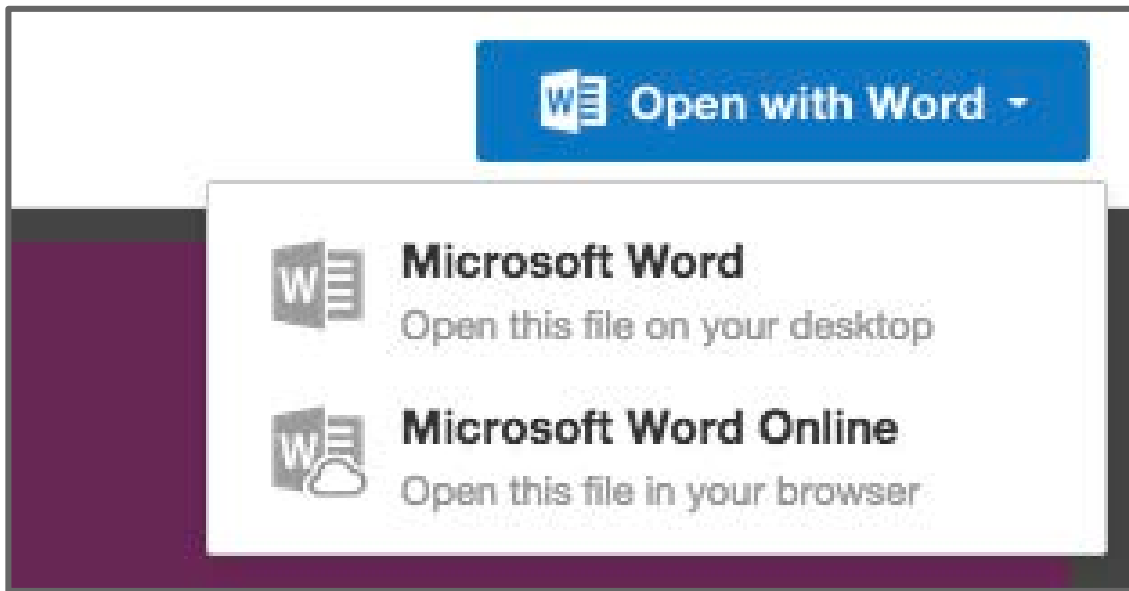 Open with Word
Microsoft Word
Open this file on your desktop
Microsoft Word Online
Open this file in your browser